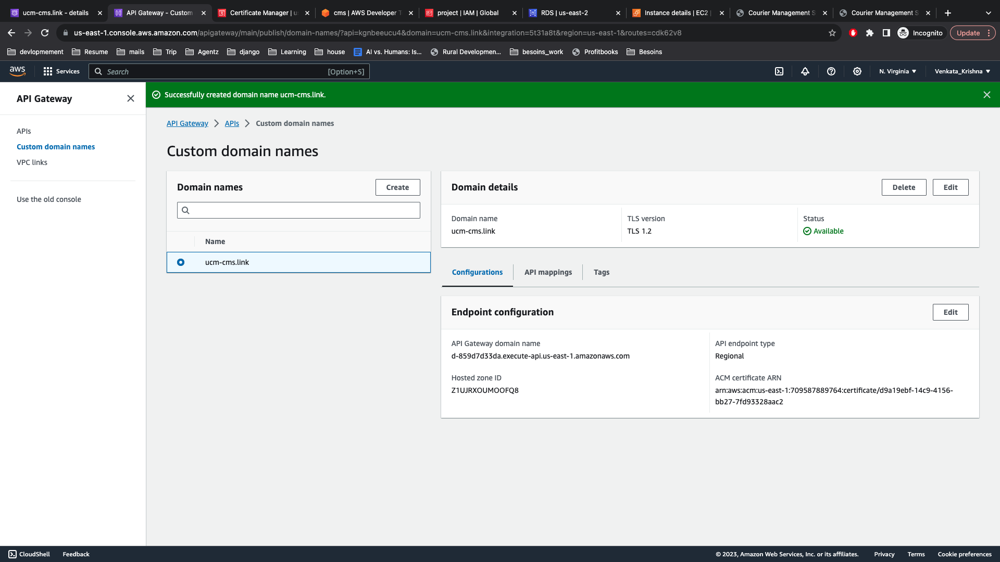 ucm-cms.link - details
API Gateway - Custom
Certificate Manager | u
cms | AWS Developer T
project | IAM | Global
RDS | us-east-2
Instance details | EC2 |
Courier Management S
Courier Management S
us-east-1.console.aws.amazon.com/apigateway/main/publish/domain-names/?api=kgnbeeucu4&domain=ucm-cms.link&integration=5t31a8t&region=us-east-1&routes=cdk62v8
Incognito
Update
devlopmement
Resume
mails
Trip
Agentz
django
Learning
house
AI vs. Humans: Is...
Rural Developmen...
besoins_work
Profitbooks
Besoins
aws
Services
Search
[Option+S]
N. Virginia
Venkata_Krishna
API Gateway
APIs
Custom domain names
VPC links
Use the old console
Successfully created domain name ucm-cms.link.
API Gateway > APIs > Custom domain names
Custom domain names
Domain names
Create
Name
ucm-cms.link
Domain details
Delete
Edit
Domain name
ucm-cms.link
TLS version
TLS 1.2
Status
Available
Configurations
API mappings
Tags
Endpoint configuration
Edit
API Gateway domain name
d-859d7d33da.execute-api.us-east-1.amazonaws.com
API endpoint type
Regional
Hosted zone ID
Z1UJRXOUMOOFQ8
ACM certificate ARN
arn:aws:acm:us-east-1:709587889764:certificate/d9a19ebf-14c9-4156-
bb27-7fd93328aac2
CloudShell
Feedback
© 2023, Amazon Web Services, Inc. or its affiliates.
Privacy
Terms
Cookie preferences